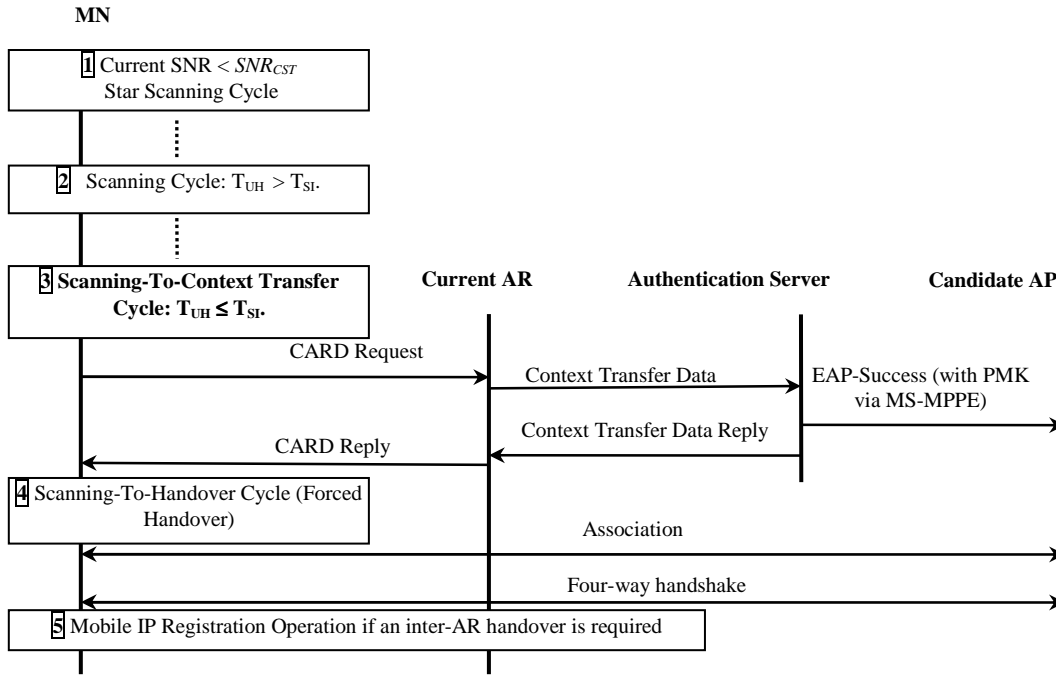 MN
1 Current SNR < SNRCST
Star Scanning Cycle
2 Scanning Cycle: TUH > TSI.
3 Scanning-To-Context Transfer
Cycle: TUH ≤ TSI.
Current AR
Authentication Server
Candidate AP
CARD Request
Context Transfer Data
EAP-Success (with PMK
via MS-MPPE)
Context Transfer Data Reply
CARD Reply
4 Scanning-To-Handover Cycle (Forced
Handover)
Association
Four-way handshake
5 Mobile IP Registration Operation if an inter-AR handover is required